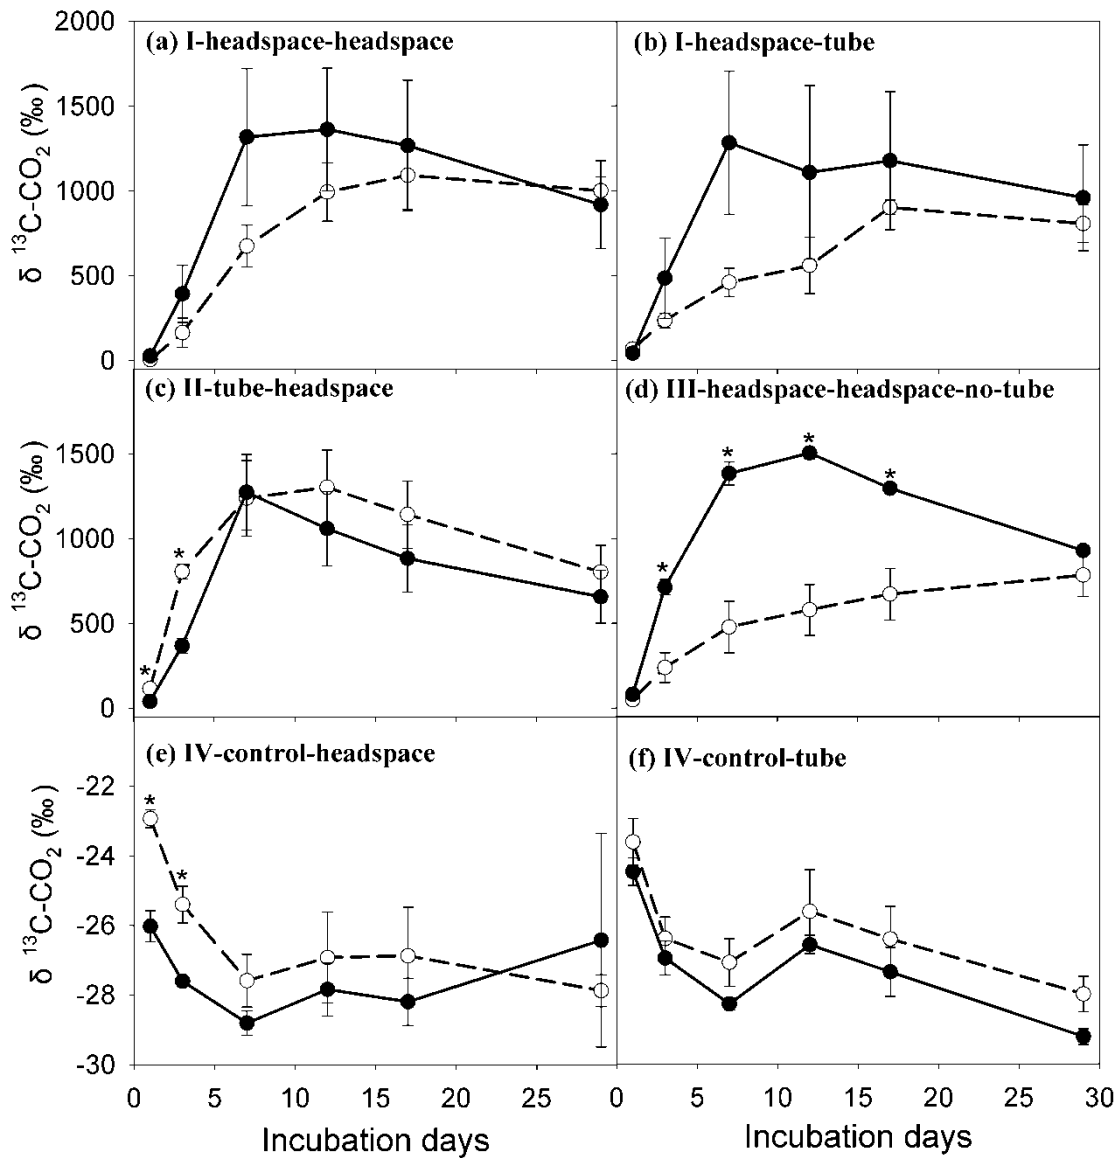 (a) I-headspace-headspace
(b) I-headspace-tube
2000
1500
1000
500
0
δ ¹³C-CO₂ (‰)
(c) II-tube-headspace
(d) III-headspace-headspace-no-tube
1500
1000
500
0
δ ¹³C-CO₂ (‰)
*
*
*
*
*
*
(e) IV-control-headspace
(f) IV-control-tube
-22
-24
-26
-28
-30
δ ¹³C-CO₂ (‰)
*
*
0 5 10 15 20 25
0 5 10 15 20 25 30
Incubation days
Incubation days